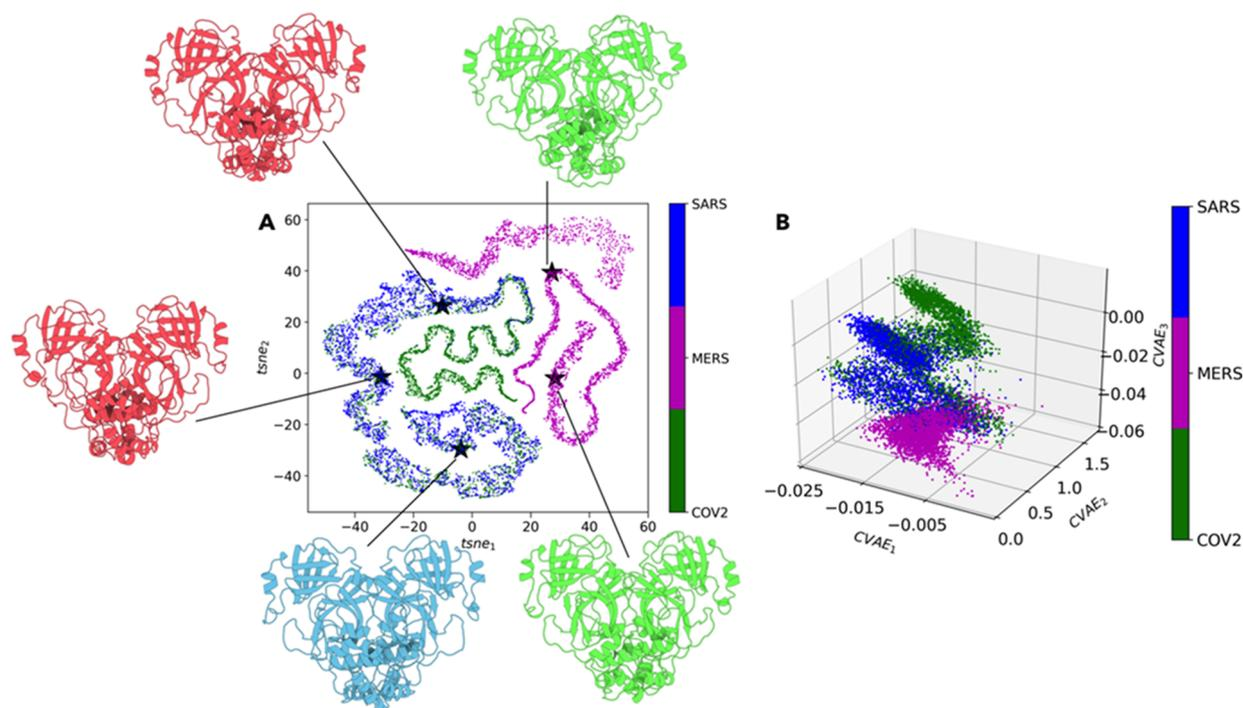 A
B
60
40
20
0
−20
−40
tsne₂
−40
−20
0
20
40
60
tsne₁
SARS
MERS
COV2
0.00
−0.02
−0.04
−0.06
CVAE₃
−0.025
−0.015
−0.005
CVAE₁
0.0
0.5
1.0
1.5
CVAE₂
SARS
MERS
COV2